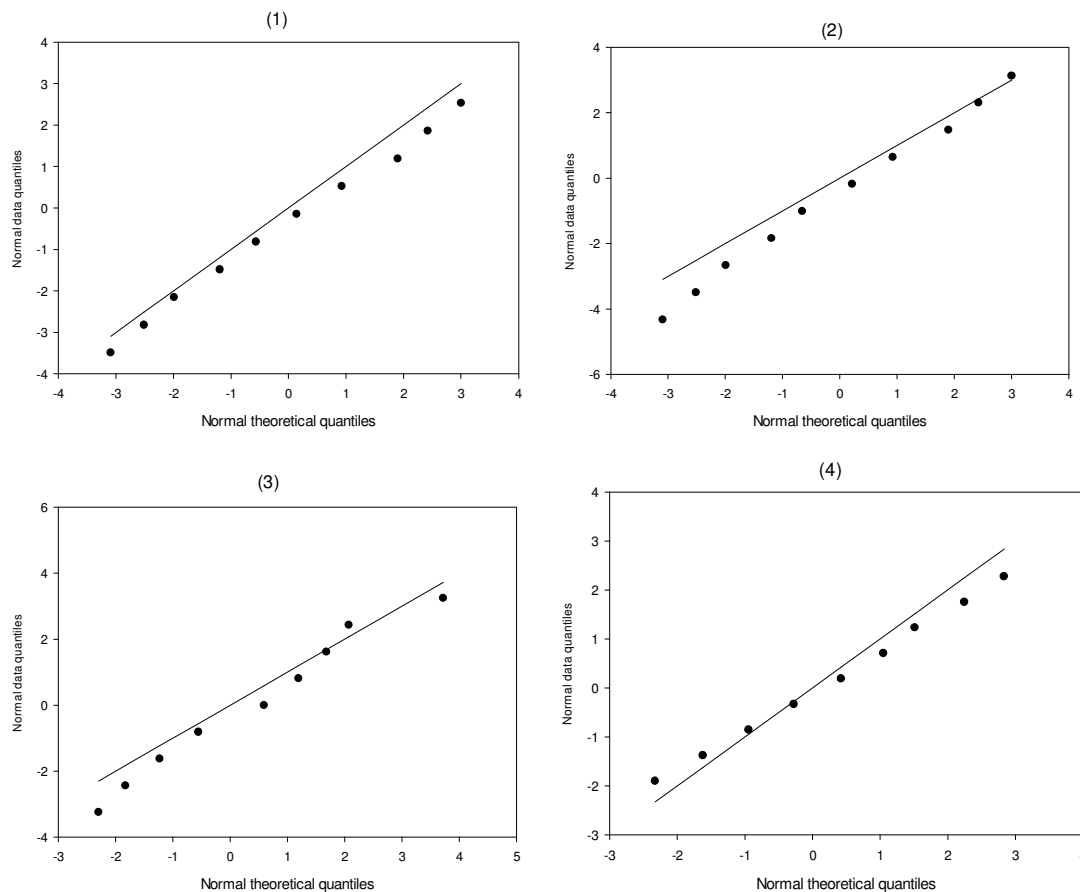 (1)
4
3
2
1
0
-1
-2
-3
-4
-4 -3 -2 -1 0 1 2 3 4
Normal data quantiles
Normal theoretical quantiles
(2)
4
2
0
-2
-4
-6
-4 -3 -2 -1 0 1 2 3 4
Normal data quantiles
Normal theoretical quantiles
(3)
6
4
2
0
-2
-4
-3 -2 -1 0 1 2 3 4 5
Normal data quantiles
Normal theoretical quantiles
(4)
4
3
2
1
0
-1
-2
-3
-3 -2 -1 0 1 2 3
Normal data quantiles
Normal theoretical quantiles